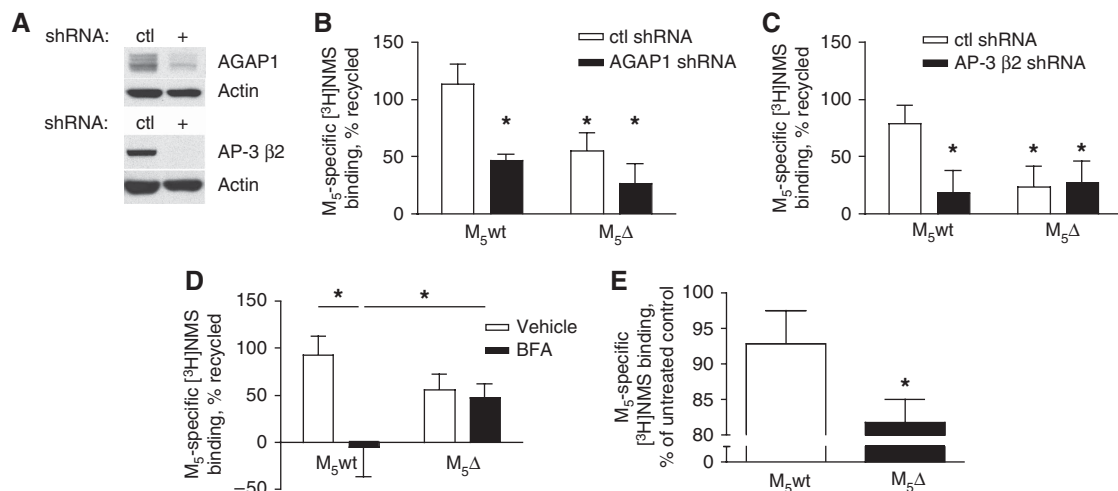 A
shRNA: ctl +
AGAP1
Actin
shRNA: ctl +
AP-3 β2
Actin
B
M₅-specific [³H]NMS
binding, % recycled
150
100
50
0
ctl shRNA
AGAP1 shRNA
*
*
*
M₅wt
M₅Δ
C
M₅-specific [³H]NMS
binding, % recycled
150
100
50
0
ctl shRNA
AP-3 β2 shRNA
*
*
*
M₅wt
M₅Δ
D
M₅-specific [³H]NMS
binding, % recycled
150
100
50
0
−50
*
*
Vehicle
BFA
M₅wt
M₅Δ
E
M₅-specific
[³H]NMS binding,
% of untreated control
100
95
90
85
80
0
*
M₅wt
M₅Δ